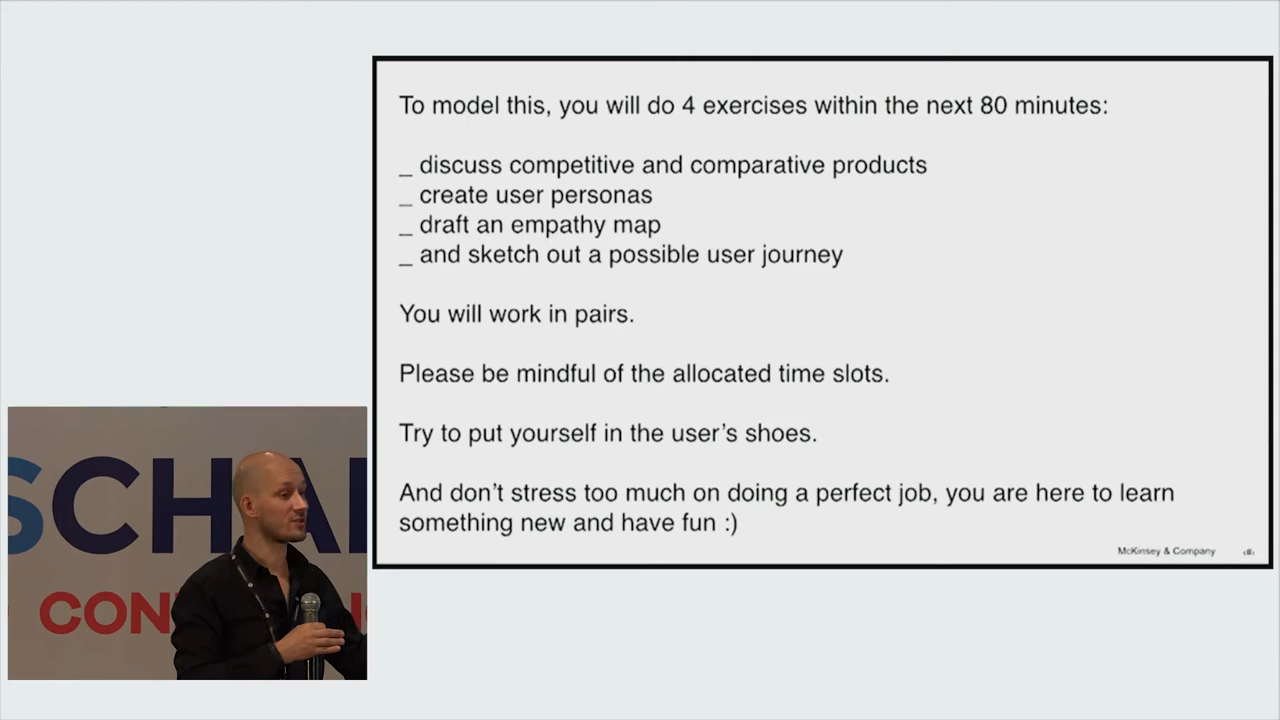 To model this, you will do 4 exercises within the next 80 minutes:
_ discuss competitive and comparative products
_ create user personas
_ draft an empathy map
_ and sketch out a possible user journey
You will work in pairs.
Please be mindful of the allocated time slots.
Try to put yourself in the user's shoes.
And don't stress too much on doing a perfect job, you are here to learn
something new and have fun :)
McKinsey & Company
SCHA
CON